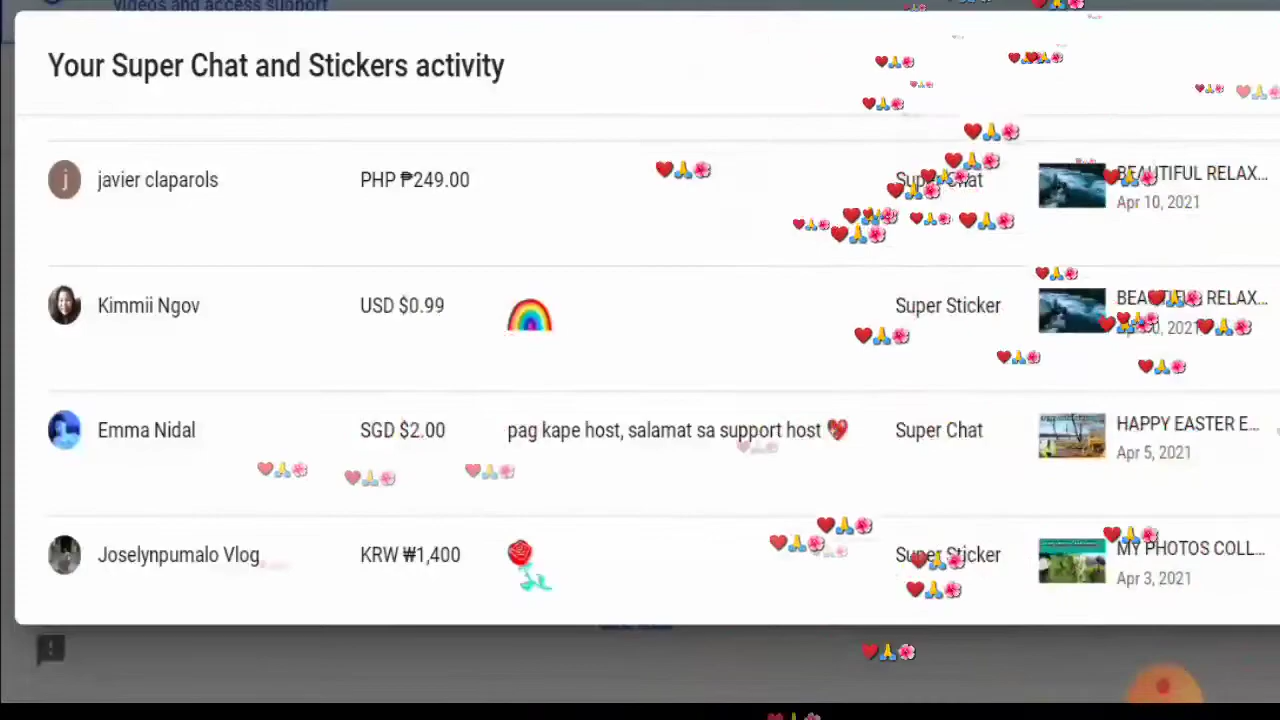 videos and access support
Your Super Chat and Stickers activity
j
javier claparols PHP ₱249.00 Super Chat BEAUTIFUL RELAX...
Apr 10, 2021
Kimmii Ngov USD $0.99 Super Sticker BEAUTIFUL RELAX...
Emma Nidal SGD $2.00 pag kape host, salamat sa support host 💖 Super Chat HAPPY EASTER E...
Apr 5, 2021
Joselynpumalo Vlog KRW ₩1,400 Super Sticker MY PHOTOS COLL...
Apr 3, 2021